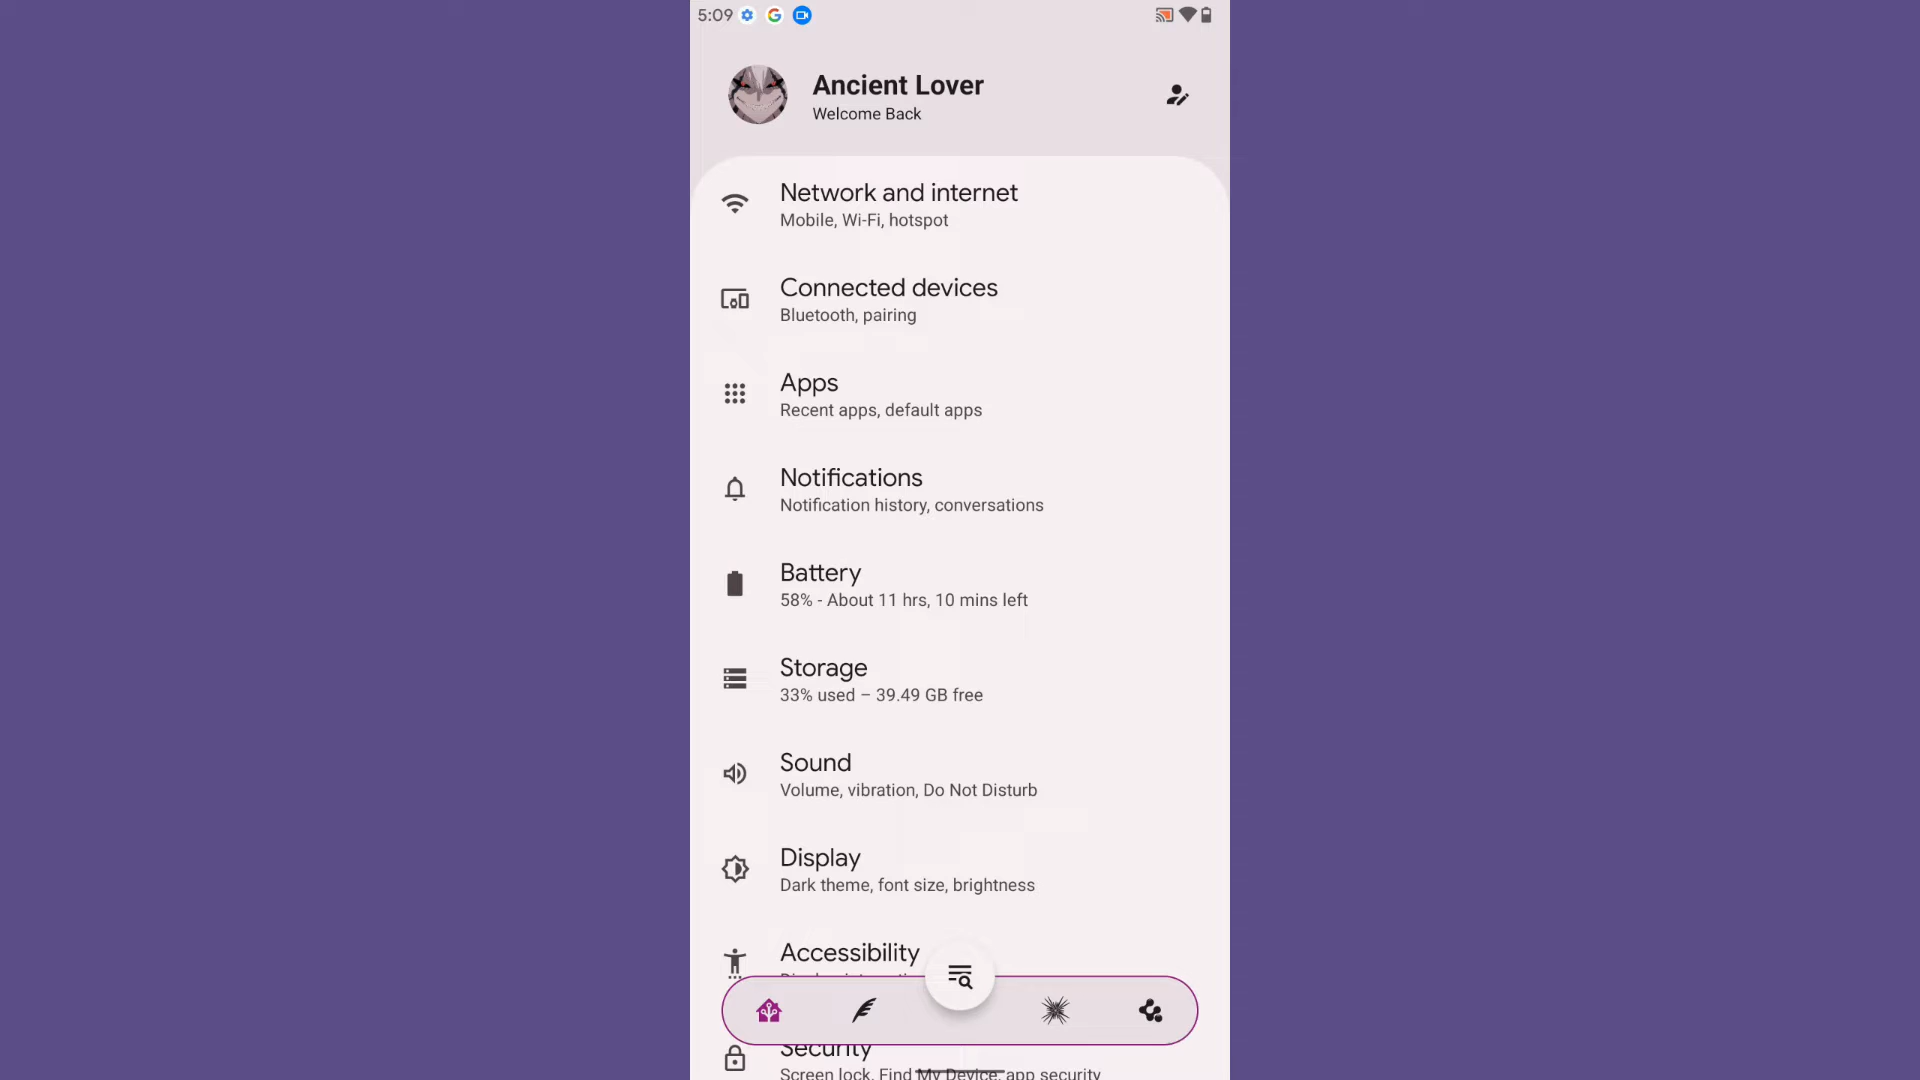 5:09
Ancient Lover
Welcome Back
Network and internet
Mobile, Wi-Fi, hotspot
Connected devices
Bluetooth, pairing
Apps
Recent apps, default apps
Notifications
Notification history, conversations
Battery
58% - About 11 hrs, 10 mins left
Storage
33% used – 39.49 GB free
Sound
Volume, vibration, Do Not Disturb
Display
Dark theme, font size, brightness
Accessibility
Security
Screen lock, Find My Device, app security